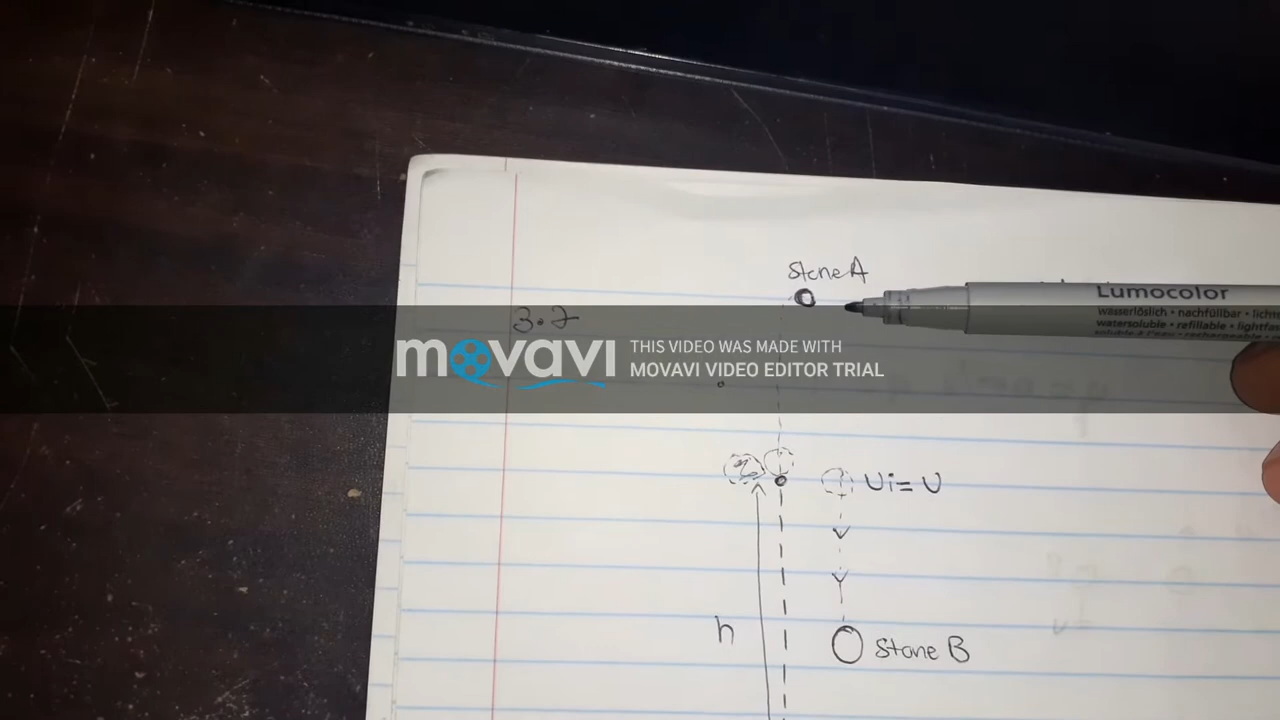 Stone A
Lumocolor
wasserlöslich • nachfüllbar •
watersoluble • refillable •
3.7
movavi THIS VIDEO WAS MADE WITH
MOVAVI VIDEO EDITOR TRIAL
Ui= U
h
Stone B